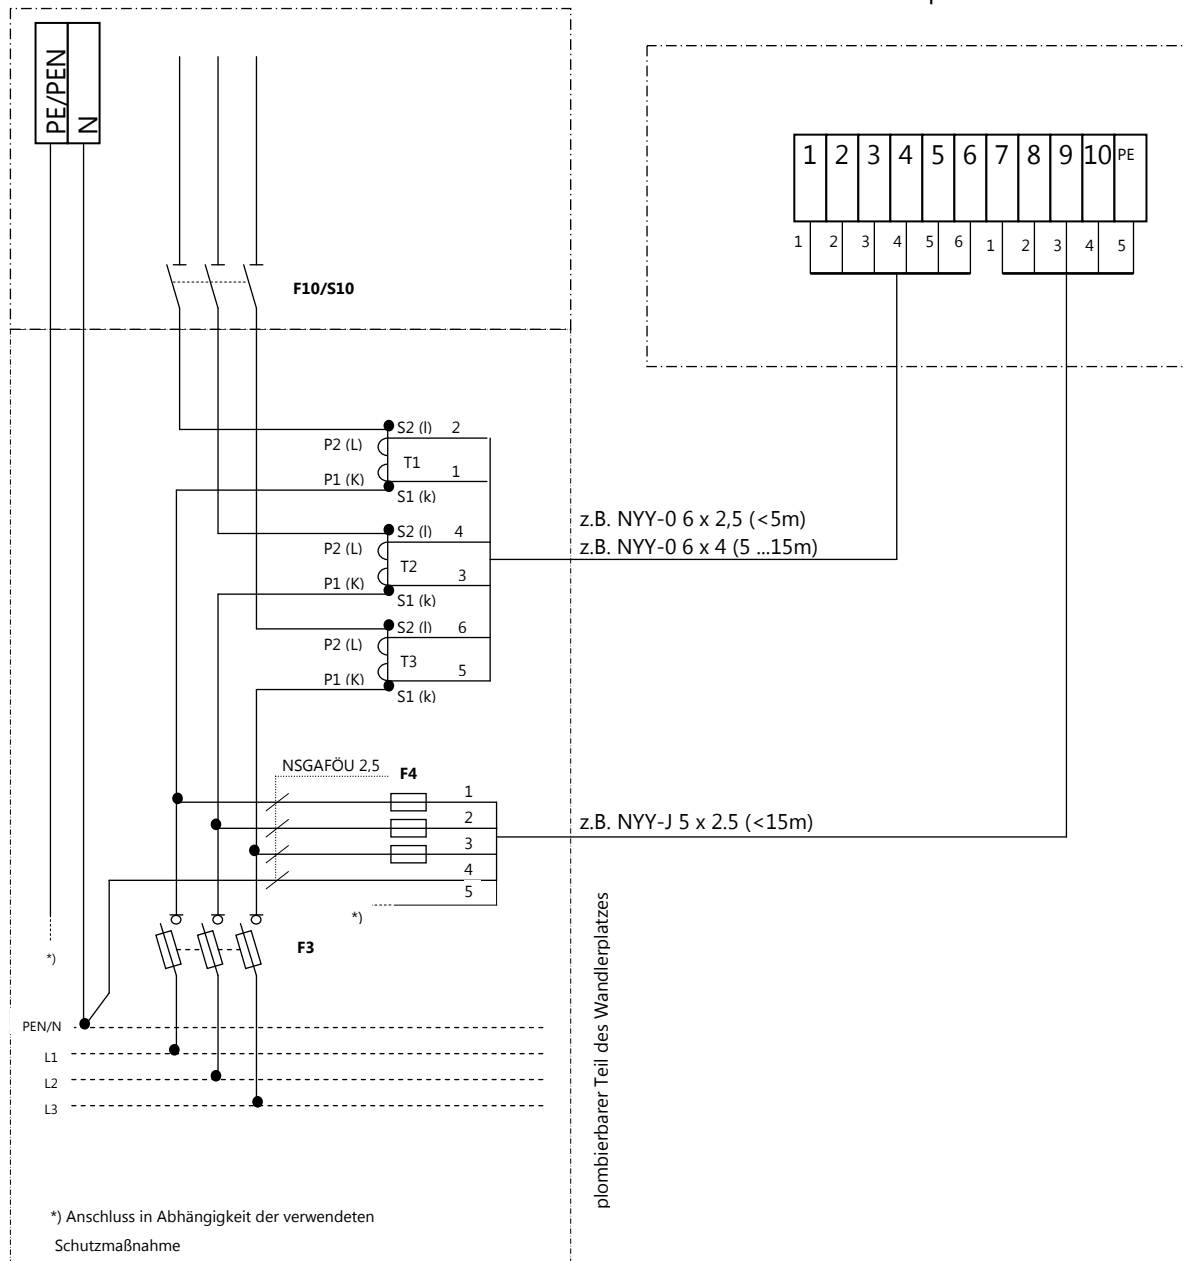 PE/PEN
N
1 2 3 4 5 6 7 8 9 10 PE
1 2 3 4 5 6 1 2 3 4 5
F10/S10
S2 (l) 2
P2 (L)
T1
1
P1 (K)
S1 (k)
S2 (l) 4
P2 (L)
T2
3
P1 (K)
S1 (k)
S2 (l) 6
P2 (L)
T3
5
P1 (K)
S1 (k)
z.B. NYY-0 6 x 2,5 (<5m)
z.B. NYY-0 6 x 4 (5 ...15m)
NSGAFÖU 2,5
F4
1
2
3
4
5
z.B. NYY-J 5 x 2.5 (<15m)
*)
*)
F3
PEN/N
L1
L2
L3
plombierbarer Teil des Wandlerplatzes
*) Anschluss in Abhängigkeit der verwendeten
Schutzmaßnahme